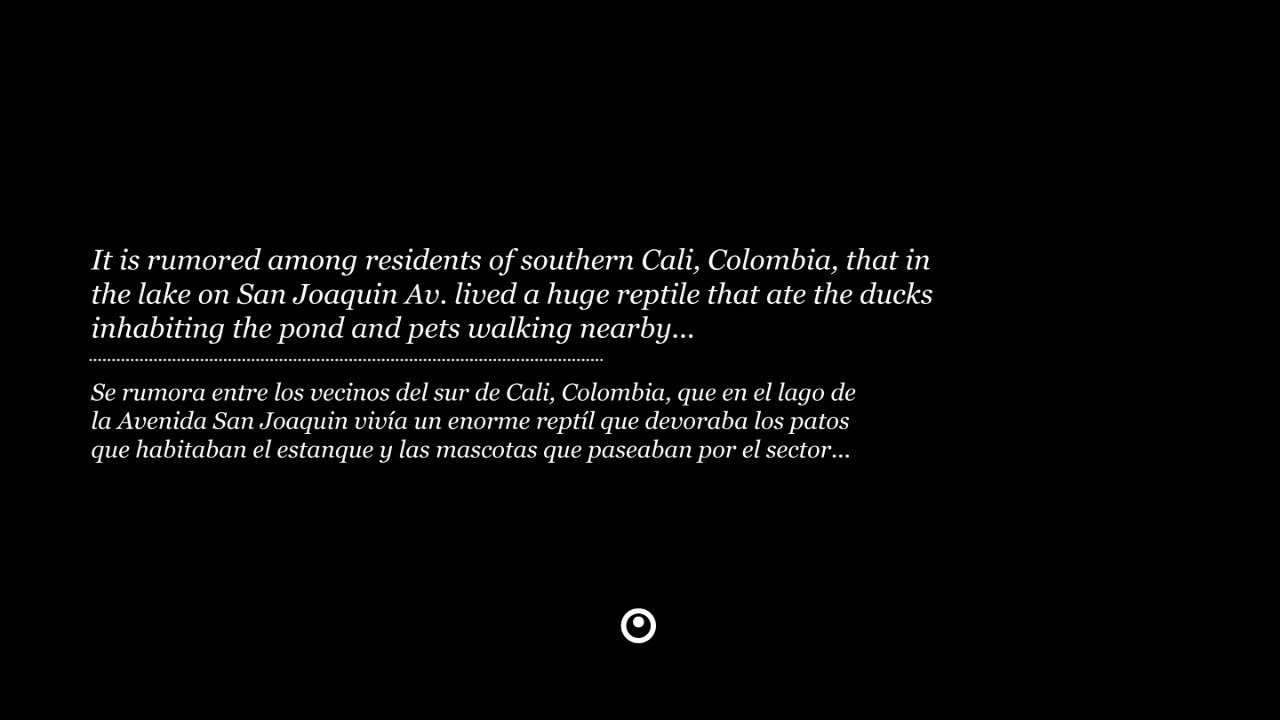 It is rumored among residents of southern Cali, Colombia, that in
the lake on San Joaquin Av. lived a huge reptile that ate the ducks
inhabiting the pond and pets walking nearby...
Se rumora entre los vecinos del sur de Cali, Colombia, que en el lago de
la Avenida San Joaquin vivía un enorme reptíl que devoraba los patos
que habitaban el estanque y las mascotas que paseaban por el sector...